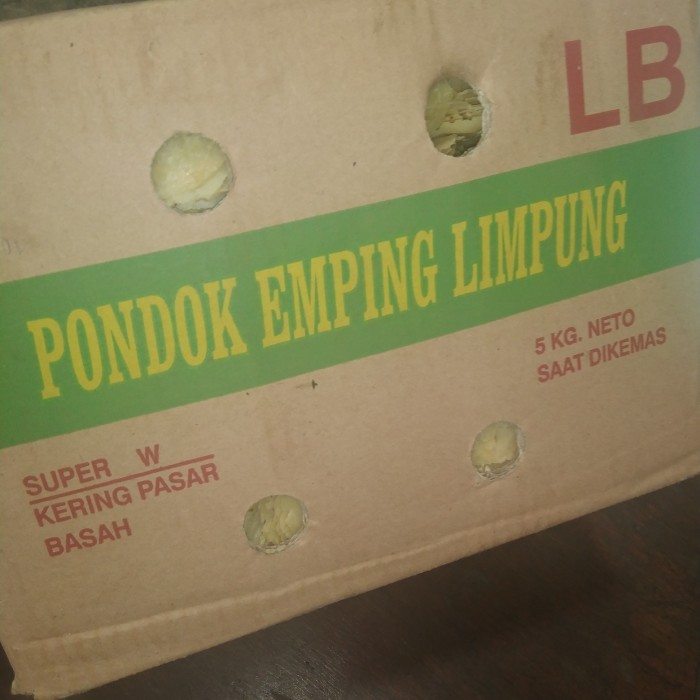 LB
PONDOK EMPING LIMPUNG
5 KG. NETO
SAAT DIKEMAS
SUPER W
KERING PASAR
BASAH